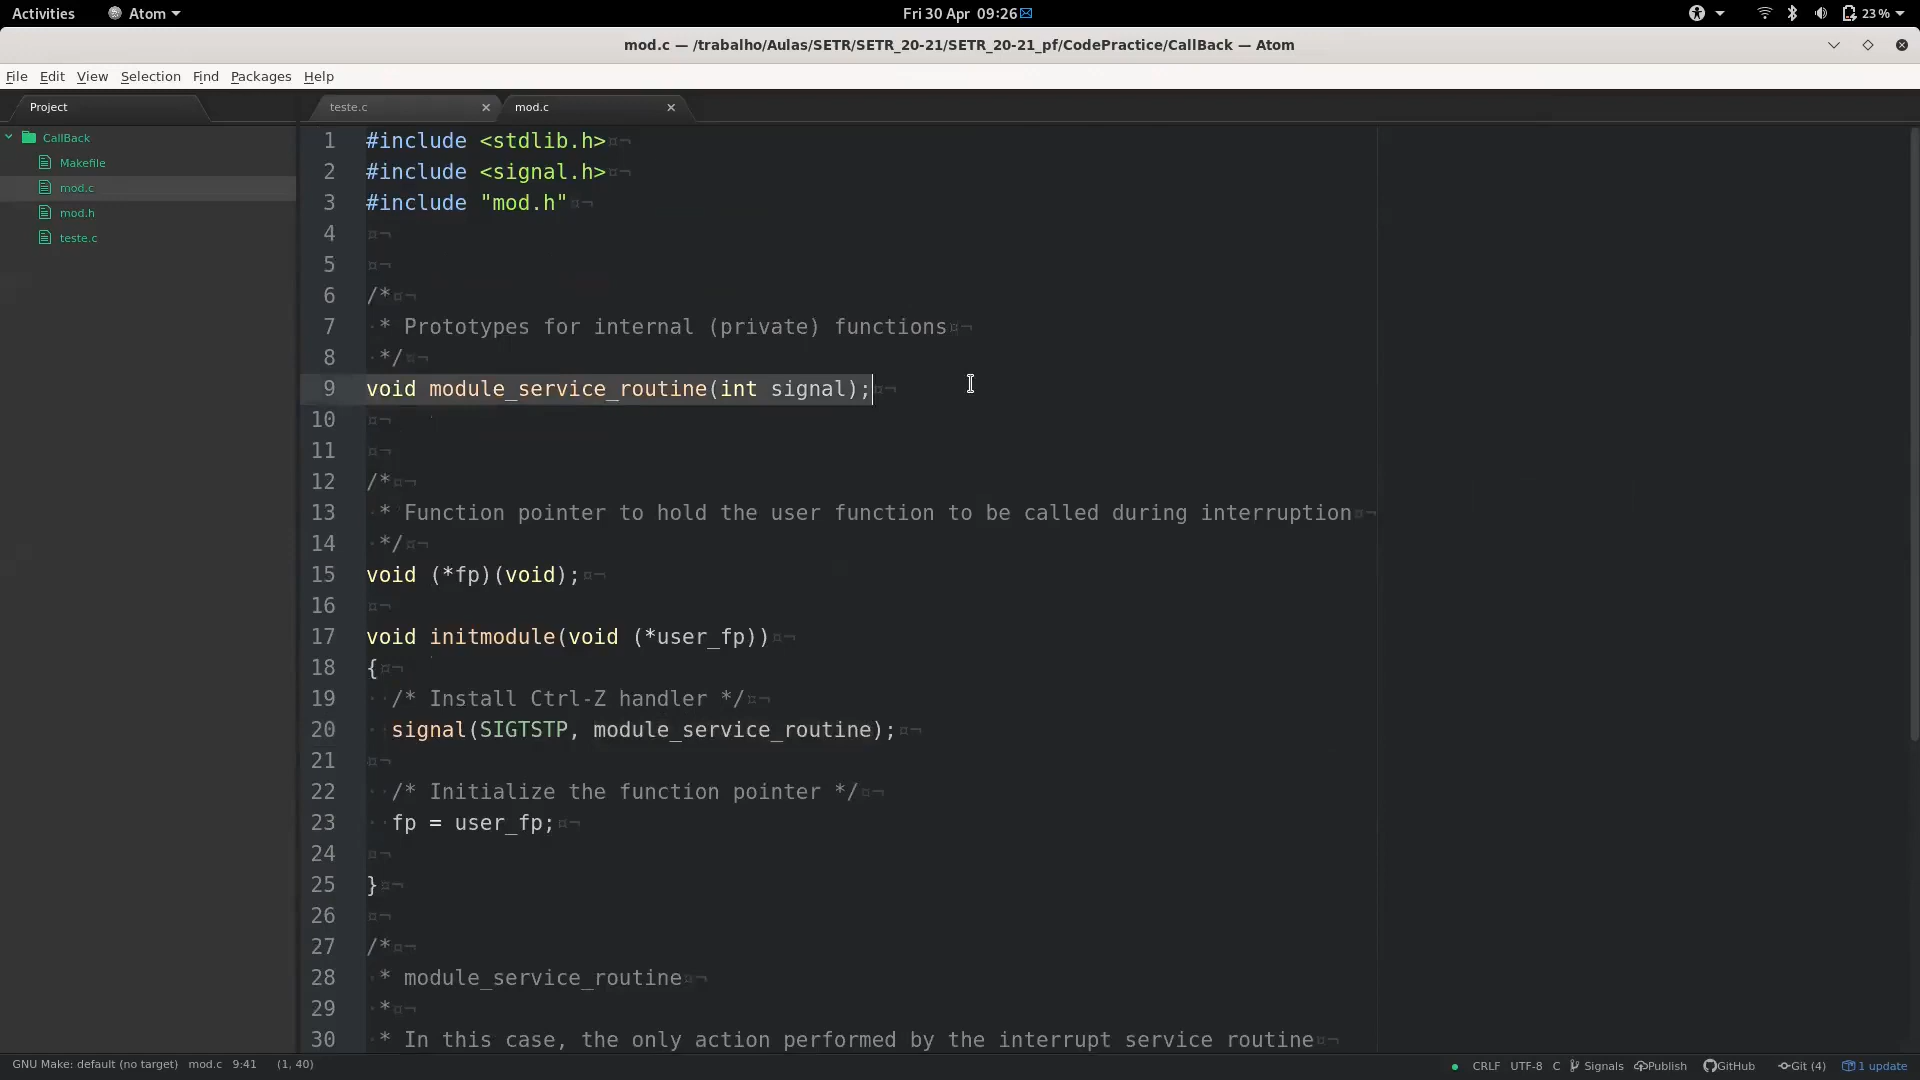 Activities Atom Fri 30 Apr 09:26 23%
mod.c — /trabalho/Aulas/SETR/SETR_20-21/SETR_20-21_pf/CodePractice/CallBack — Atom
File Edit View Selection Find Packages Help
Project teste.c mod.c
CallBack
Makefile
mod.c
mod.h
teste.c
1 #include <stdlib.h>
2 #include <signal.h>
3 #include "mod.h"
4
5
6 /*
7 * Prototypes for internal (private) functions
8 */
9 void module_service_routine(int signal);
10
11
12 /*
13 * Function pointer to hold the user function to be called during interruption
14 */
15 void (*fp)(void);
16
17 void initmodule(void (*user_fp))
18 {
19 /* Install Ctrl-Z handler */
20 signal(SIGTSTP, module_service_routine);
21
22 /* Initialize the function pointer */
23 fp = user_fp;
24
25 }
26
27 /*
28 * module_service_routine
29 *
30 * In this case, the only action performed by the interrupt service routine
GNU Make: default (no target) mod.c 9:41 (1, 40) CRLF UTF-8 C Signals Publish GitHub Git (4) 1 update